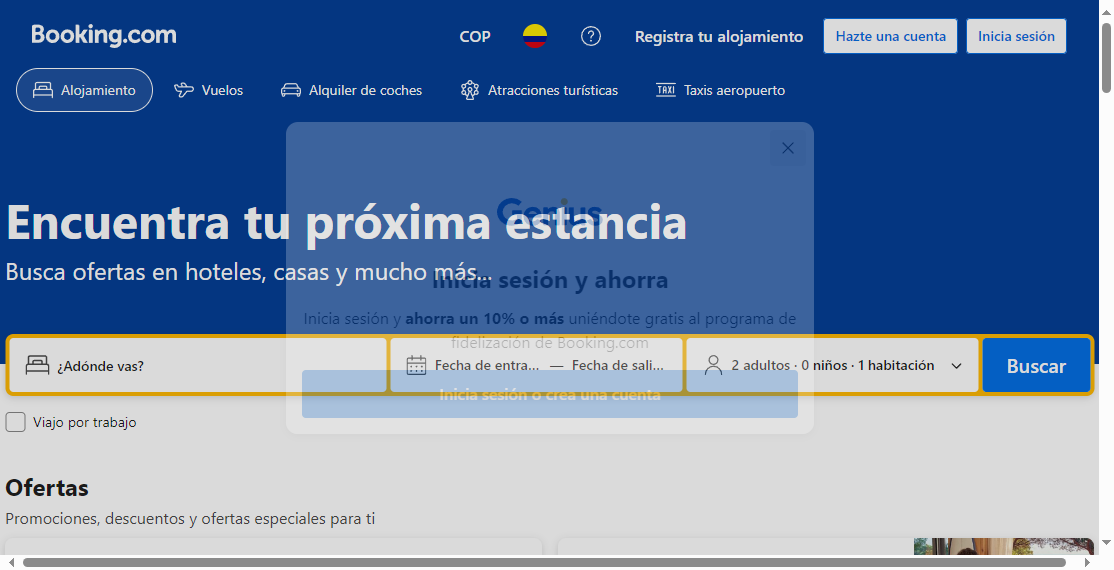 Booking.com
COP
Registra tu alojamiento
Hazte una cuenta
Inicia sesión
Alojamiento
Vuelos
Alquiler de coches
Atracciones turísticas
TAXI Taxis aeropuerto
Encuentra tu próxima estancia
Busca ofertas en hoteles, casas y mucho más...
Genius
Inicia sesión y ahorra
Inicia sesión y ahorra un 10% o más uniéndote gratis al programa de
fidelización de Booking.com
Inicia sesión o crea una cuenta
¿Adónde vas?
Fecha de entra... — Fecha de sali...
2 adultos · 0 niños · 1 habitación
Buscar
Viajo por trabajo
Ofertas
Promociones, descuentos y ofertas especiales para ti